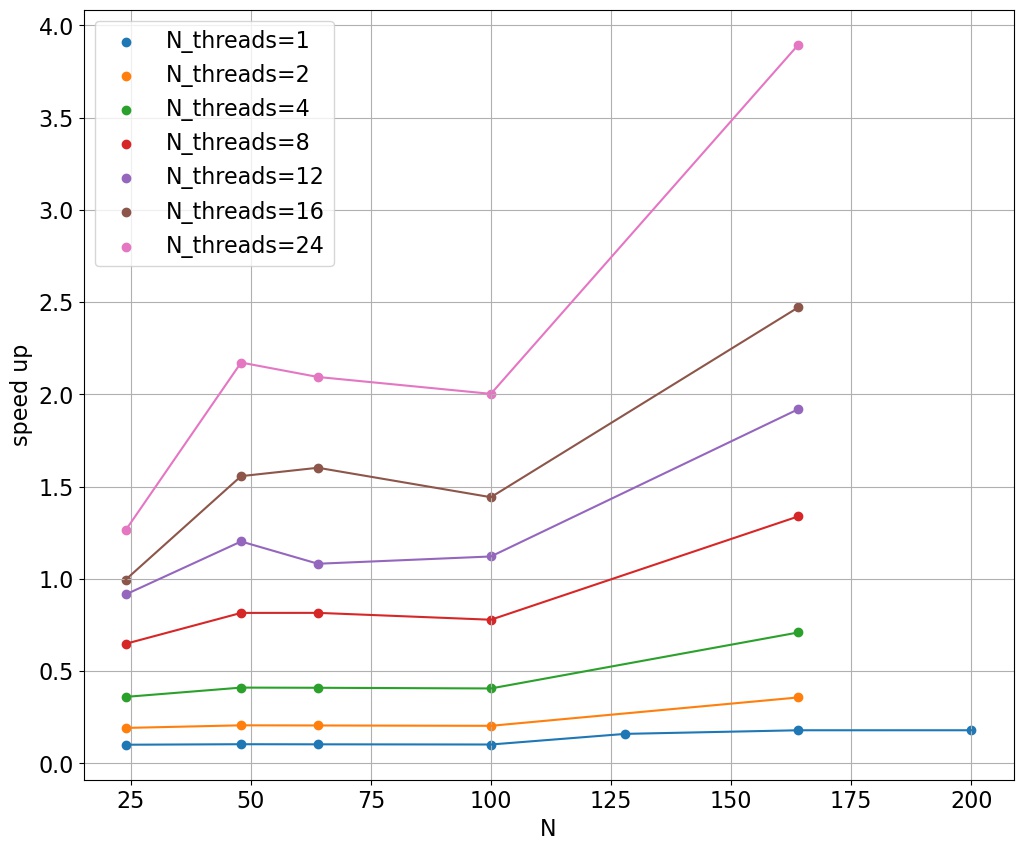 4.0
3.5
3.0
2.5
2.0
1.5
1.0
0.5
0.0
speed up
N_threads=1
N_threads=2
N_threads=4
N_threads=8
N_threads=12
N_threads=16
N_threads=24
25 50 75 100 125 150 175 200
N